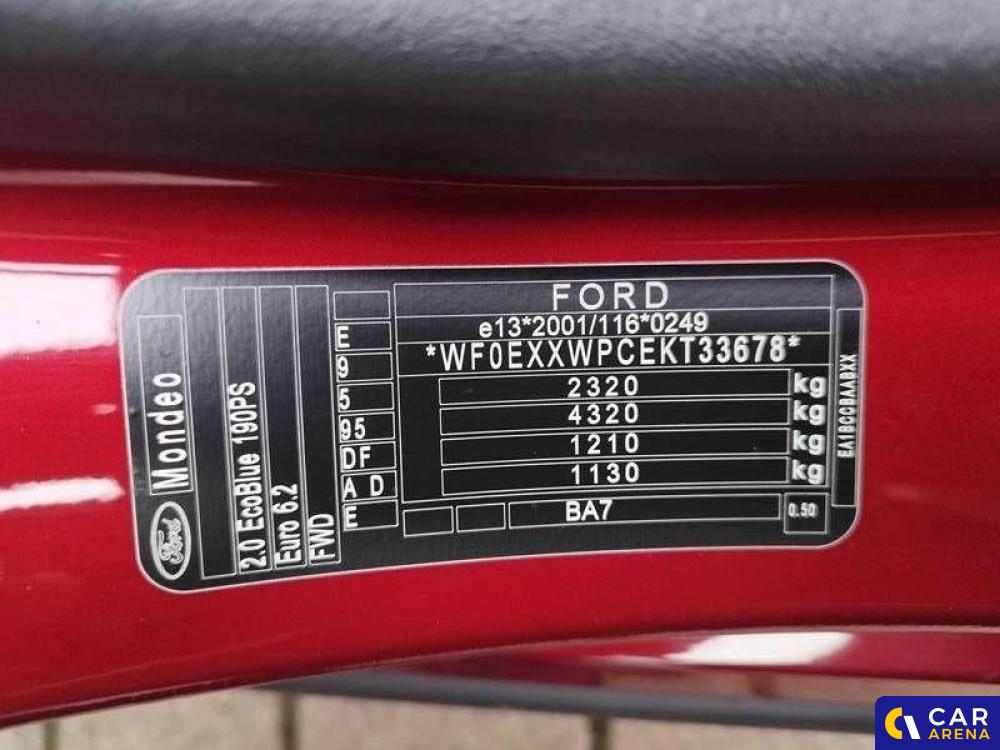 FORD
e13*2001/116*0249
*WF0EXXWPCEKT33678*
2320 kg
4320 kg
1210 kg
1130 kg
BA7
0.50
E
9
5
95
DF
A D
E
Ford
Mondeo
2.0 EcoBlue 190PS
Euro 6.2
FWD
EA1BCCBAABXX
CAR
ARENA